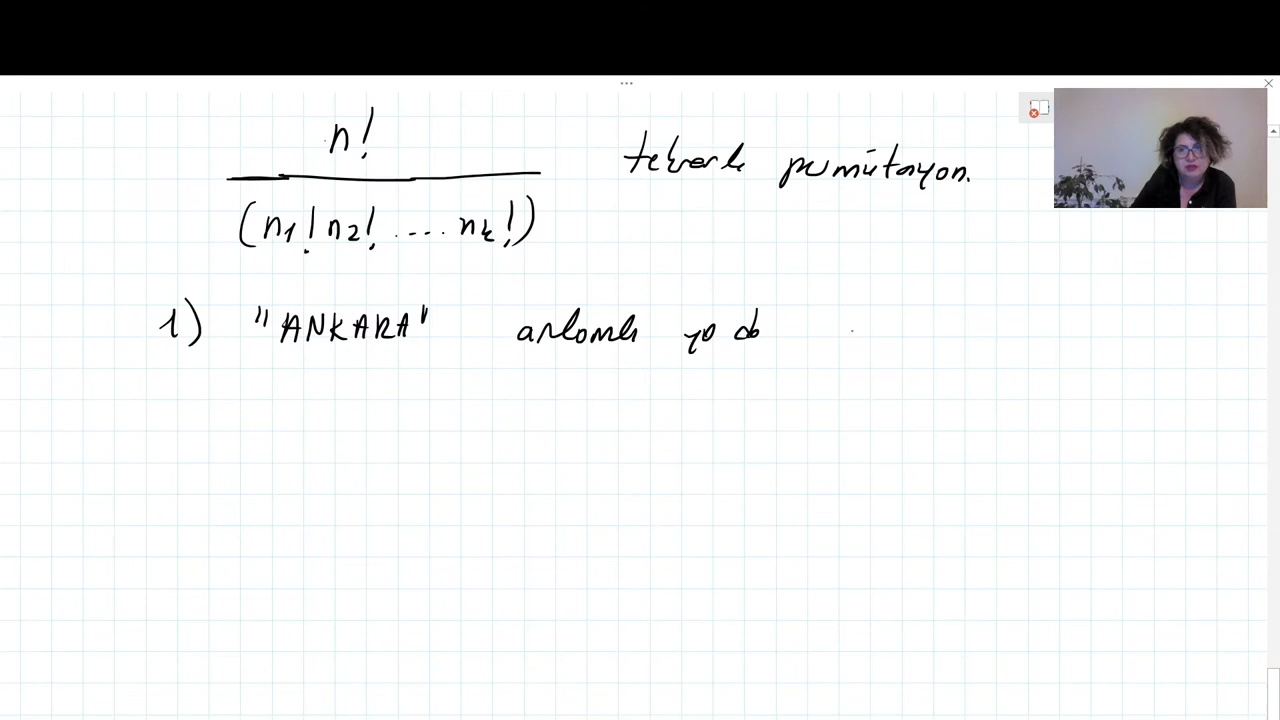 n!
(n1! n2! .... nk!)
tekrarlı permütasyon.
1) "ANKARA" anlamlı ya da